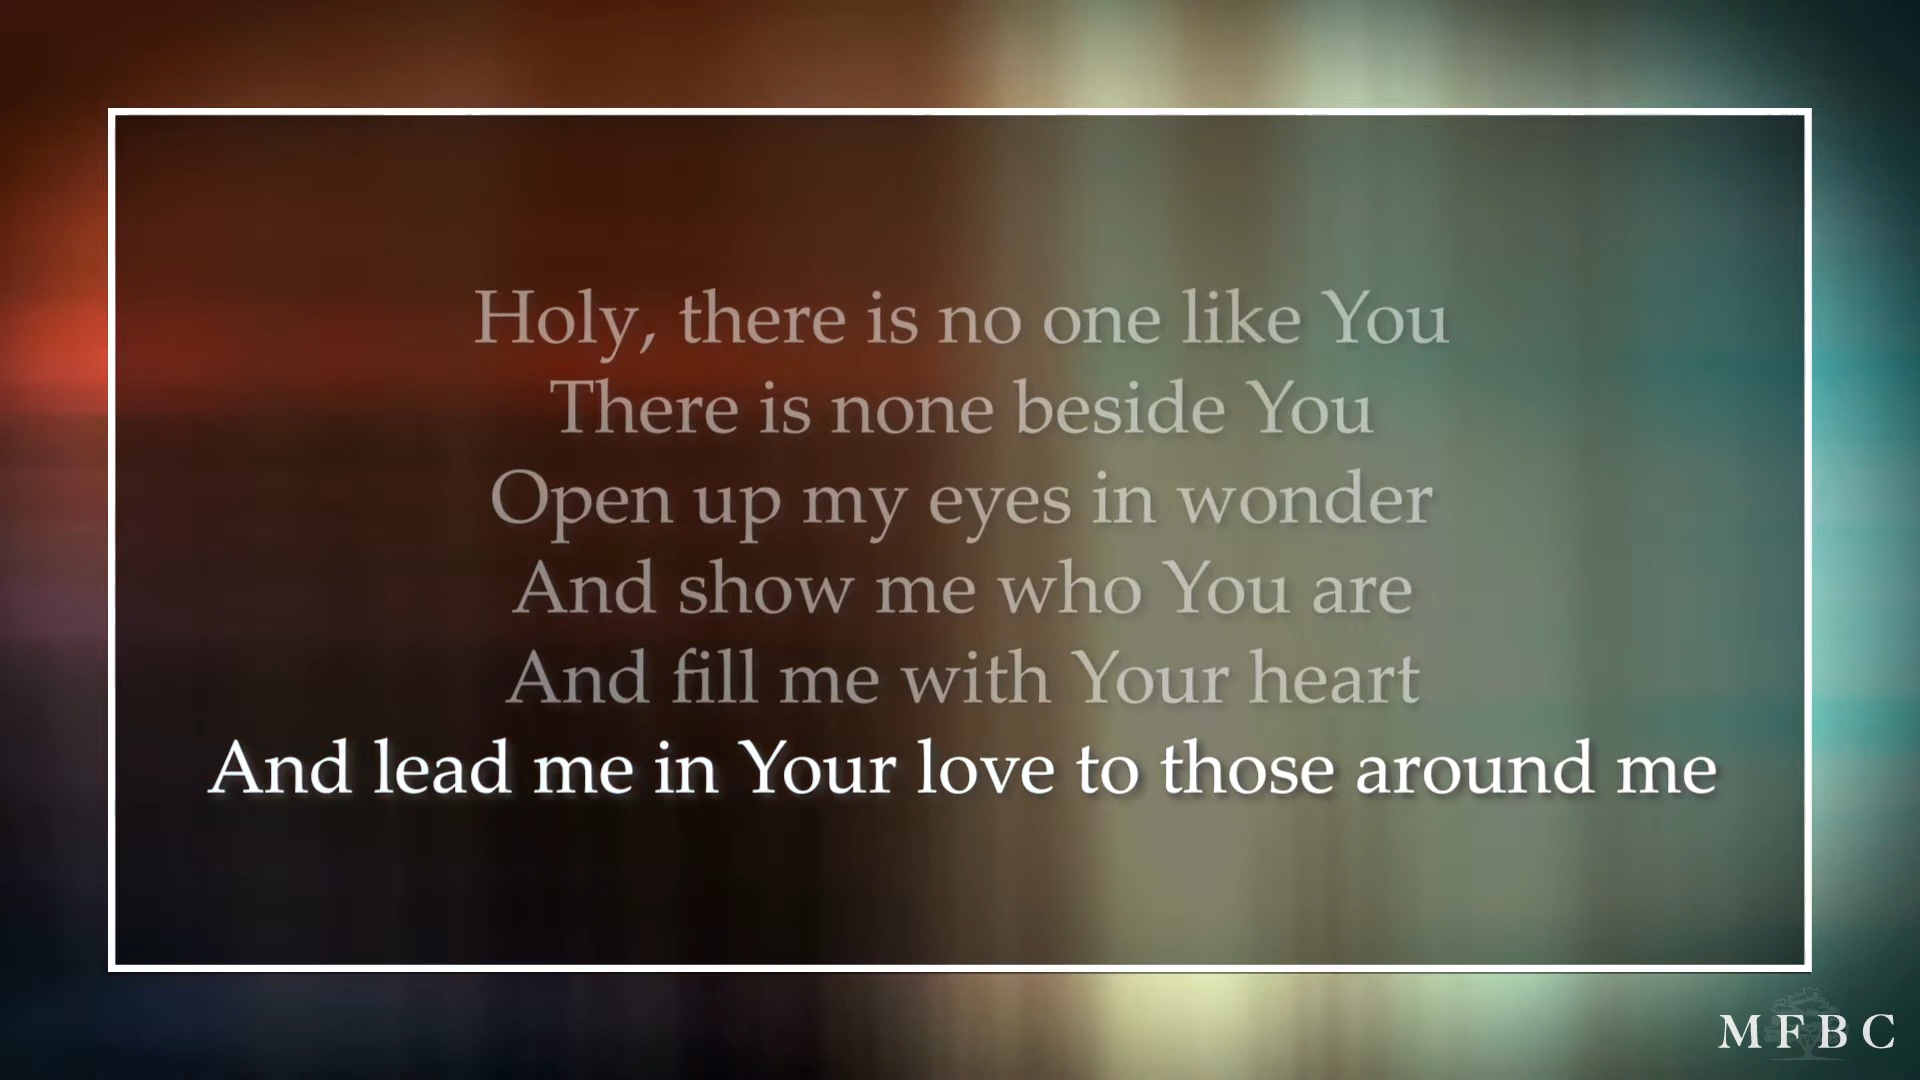 Holy, there is no one like You
There is none beside You
Open up my eyes in wonder
And show me who You are
And fill me with Your heart
And lead me in Your love to those around me
MFBC